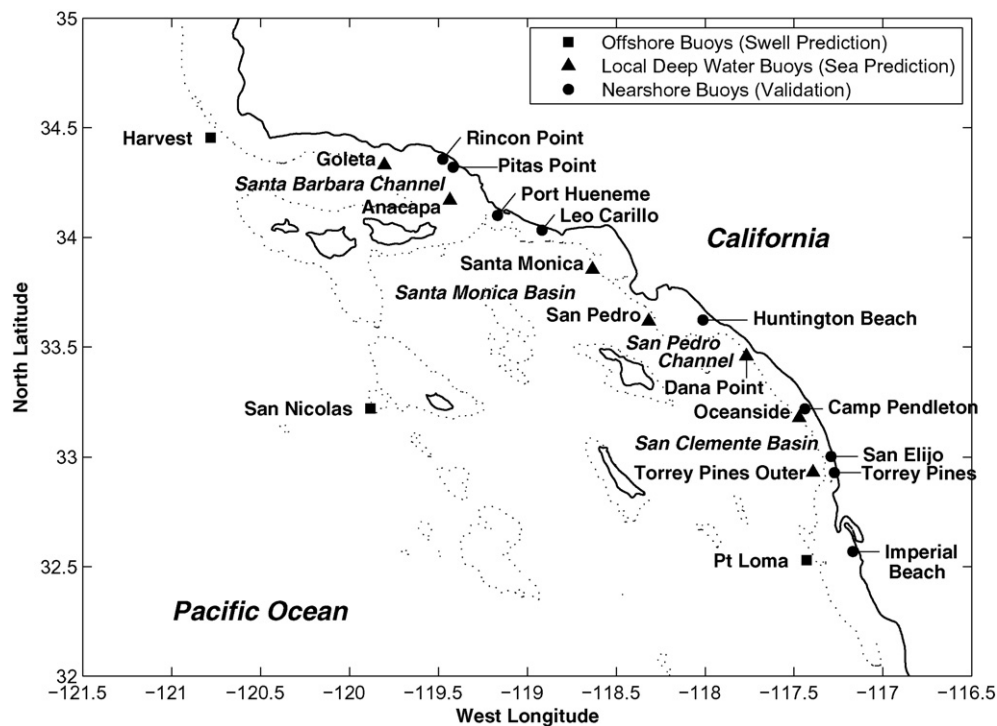 35
34.5
34
33.5
33
32.5
32
North Latitude
Offshore Buoys (Swell Prediction)
Local Deep Water Buoys (Sea Prediction)
Nearshore Buoys (Validation)
Harvest
Rincon Point
Goleta
Pitas Point
Santa Barbara Channel
Port Hueneme
Anacapa
Leo Carillo
California
Santa Monica
Santa Monica Basin
San Pedro
Huntington Beach
San Pedro
Channel
Dana Point
San Nicolas
Oceanside
Camp Pendleton
San Clemente Basin
San Elijo
Torrey Pines Outer
Torrey Pines
Pt Loma
Imperial
Beach
Pacific Ocean
−121.5 −121 −120.5 −120 −119.5 −119 −118.5 −118 −117.5 −117 −116.5
West Longitude